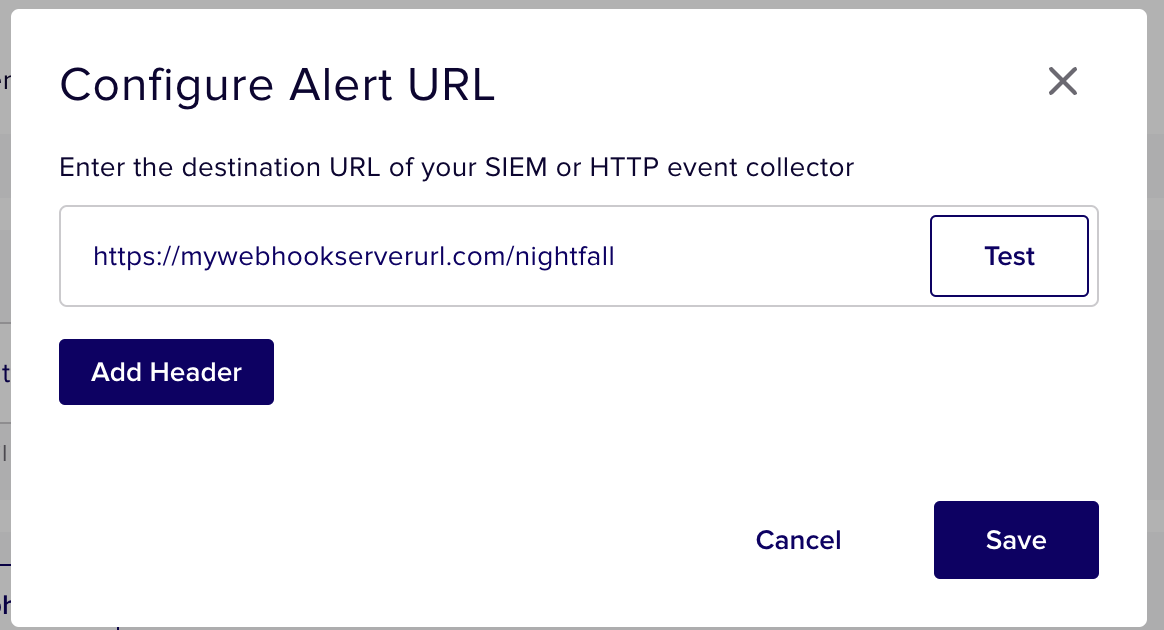 Configure Alert URL
Enter the destination URL of your SIEM or HTTP event collector
https://mywebhookserverurl.com/nightfall
Test
Add Header
Cancel
Save